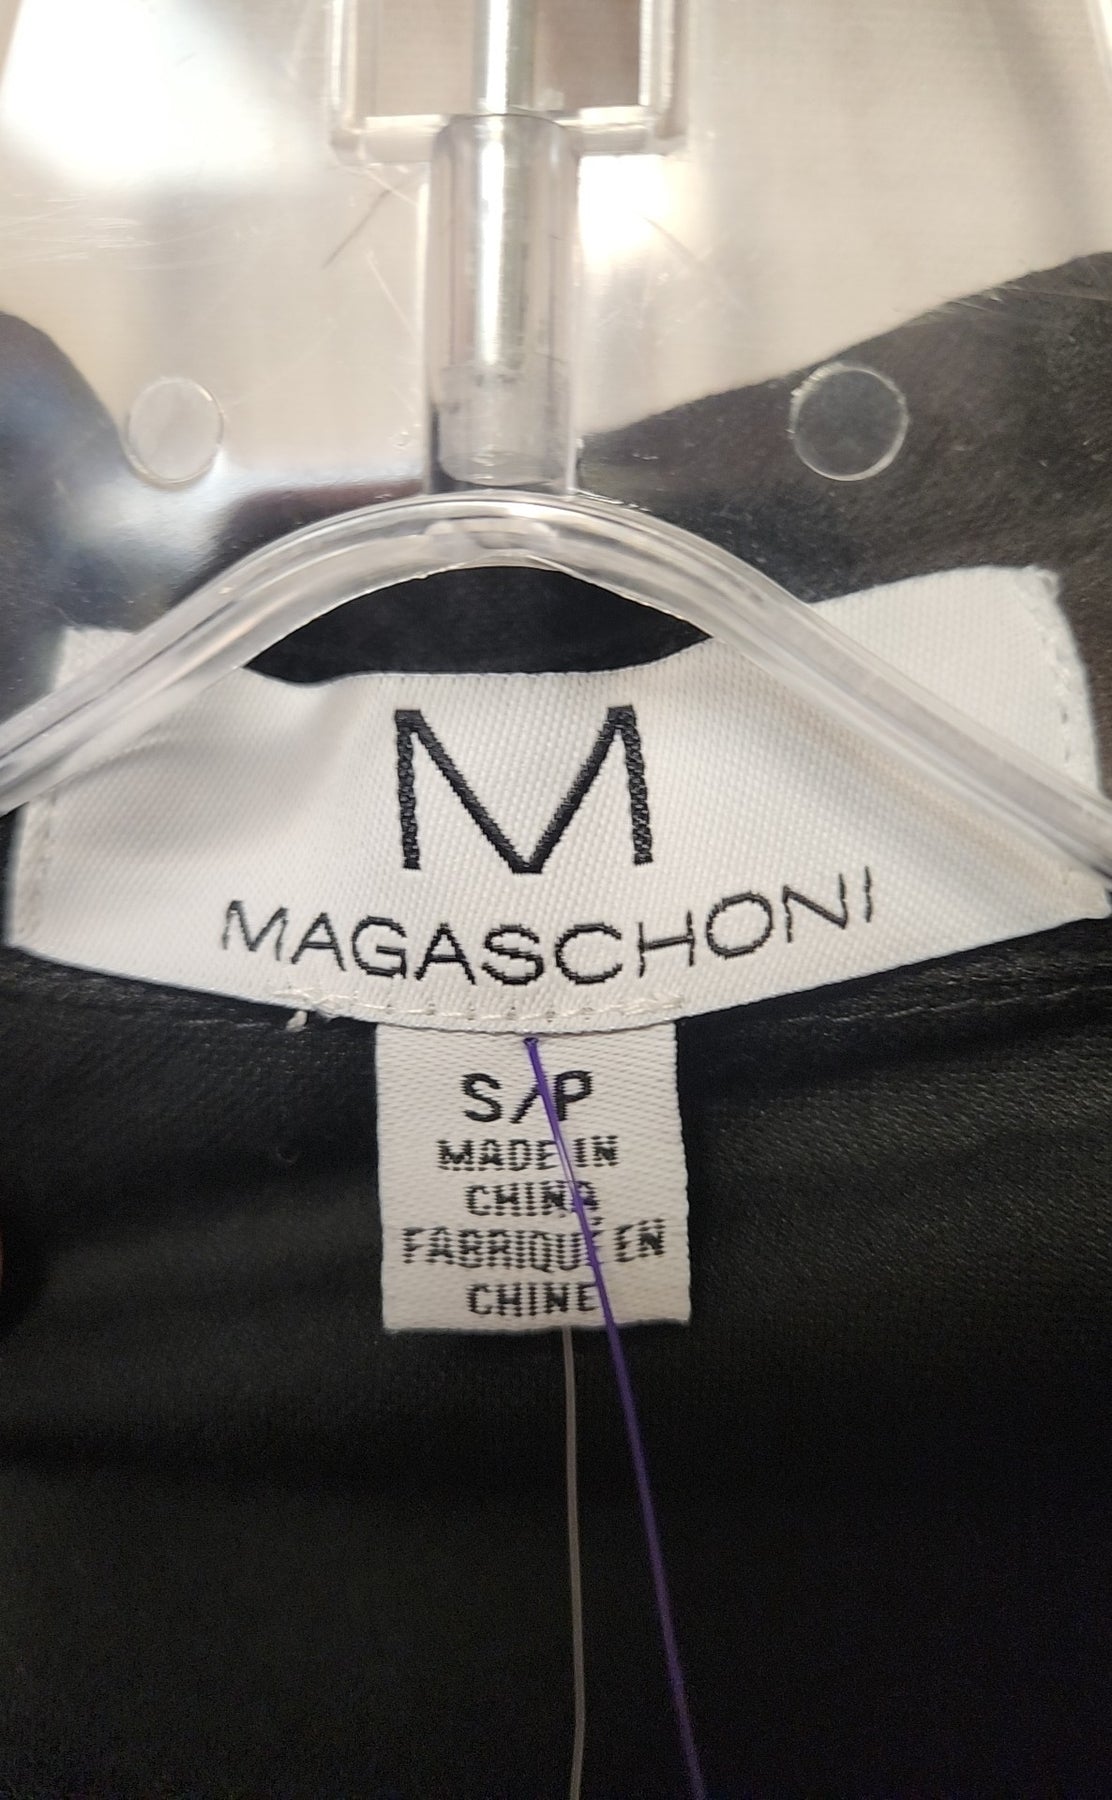 M
MAGASCHONI
S/P
MADE IN
CHINA
FABRIQUÉ EN
CHINE